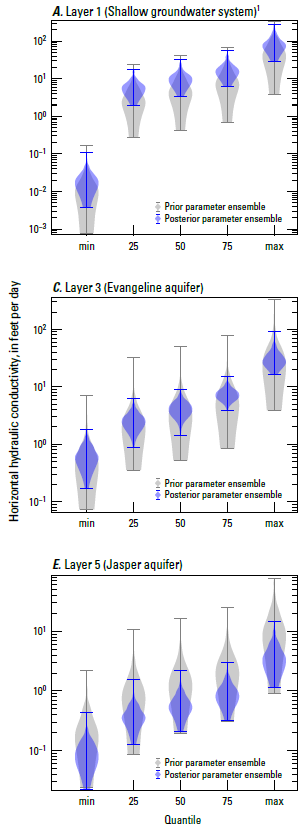 A. Layer 1 (Shallow groundwater system)¹
10²
10¹
10⁰
10⁻¹
10⁻²
10⁻³
Prior parameter ensemble
Posterior parameter ensemble
min 25 50 75 max
C. Layer 3 (Evangeline aquifer)
Horizontal hydraulic conductivity, in feet per day
10²
10¹
10⁰
10⁻¹
Prior parameter ensemble
Posterior parameter ensemble
min 25 50 75 max
E. Layer 5 (Jasper aquifer)
10¹
10⁰
10⁻¹
Prior parameter ensemble
Posterior parameter ensemble
min 25 50 75 max
Quantile